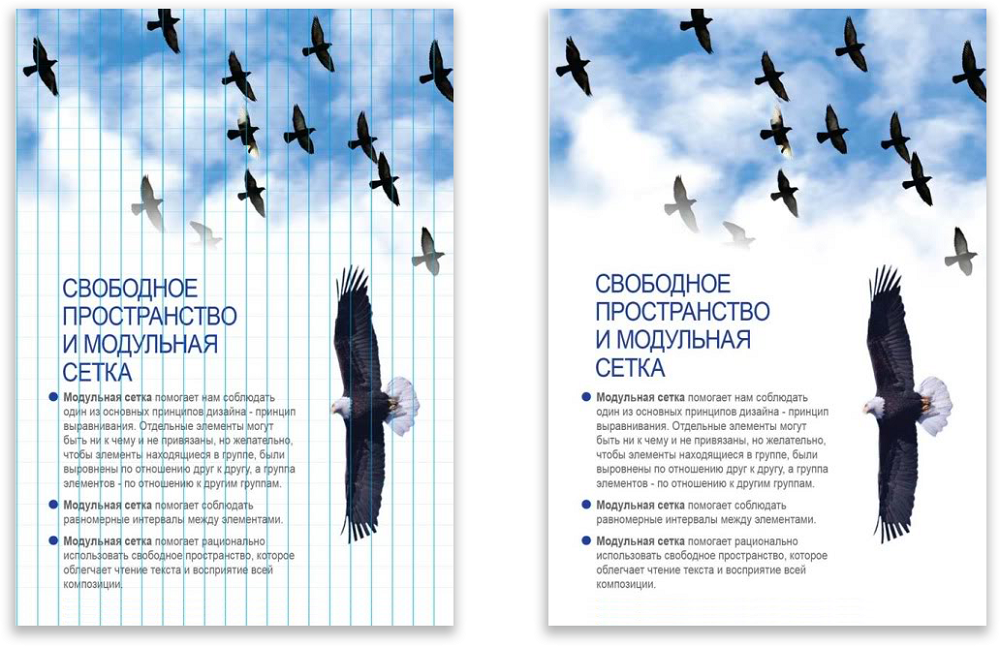 СВОБОДНОЕ
ПРОСТРАНСТВО
И МОДУЛЬНАЯ
СЕТКА
Модульная сетка помогает нам соблюдать
один из основных принципов дизайна - принцип
выравнивания. Отдельные элементы могут
быть ни к чему и не привязаны, но желательно,
чтобы элементы находящиеся в группе, были
выровнены по отношению друг к другу, а группа
элементов - по отношению к другим группам.
Модульная сетка помогает соблюдать
равномерные интервалы между элементами.
Модульная сетка помогает рационально
использовать свободное пространство, которое
облегчает чтение текста и восприятие всей
композиции.
СВОБОДНОЕ
ПРОСТРАНСТВО
И МОДУЛЬНАЯ
СЕТКА
Модульная сетка помогает нам соблюдать
один из основных принципов дизайна - принцип
выравнивания. Отдельные элементы могут
быть ни к чему и не привязаны, но желательно,
чтобы элементы находящиеся в группе, были
выровнены по отношению друг к другу, а группа
элементов - по отношению к другим группам.
Модульная сетка помогает соблюдать
равномерные интервалы между элементами.
Модульная сетка помогает рационально
использовать свободное пространство, которое
облегчает чтение текста и восприятие всей
композиции.